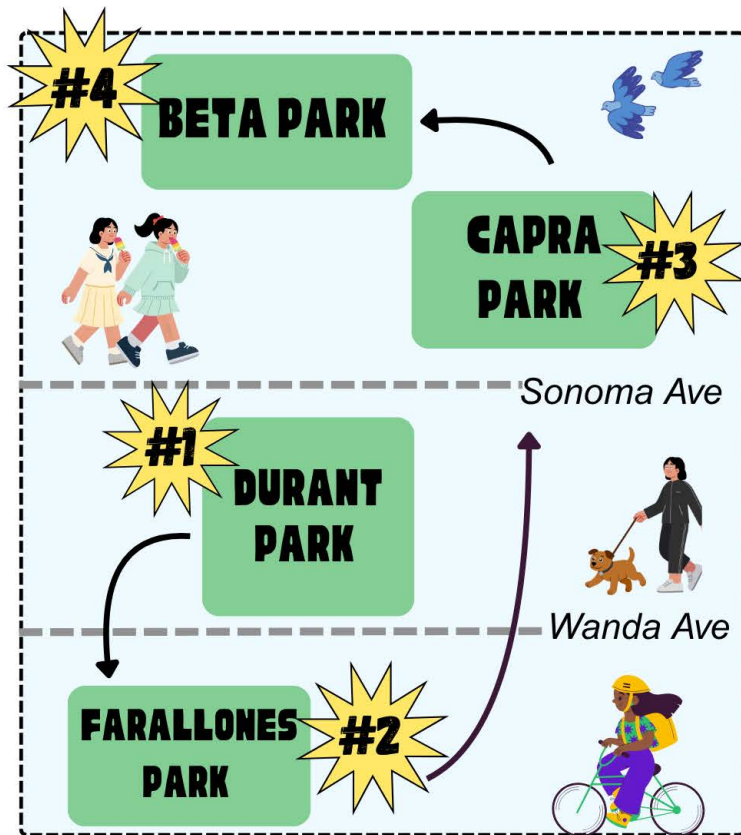 #4
BETA PARK
CAPRA
PARK
#3
Sonoma Ave
#1
DURANT
PARK
Wanda Ave
FARALLONES
PARK
#2